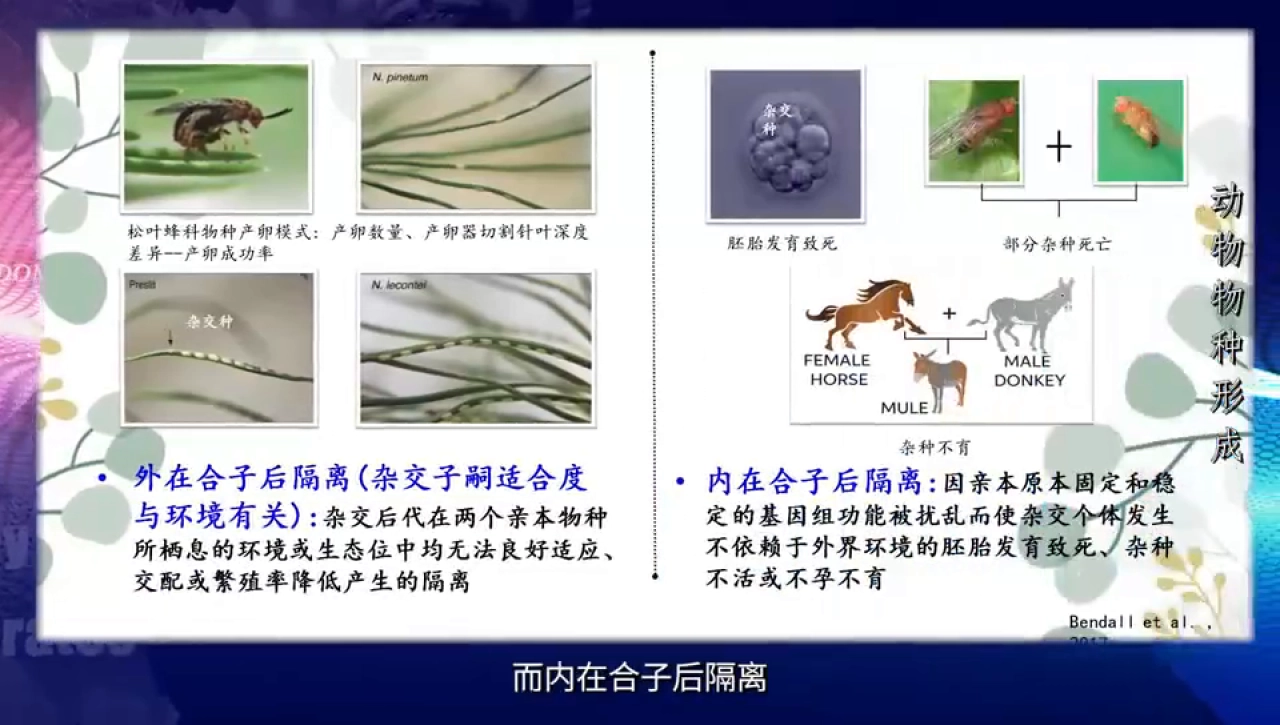 N. pinetum
松叶蜂科物种产卵模式：产卵数量、产卵器切割针叶深度
差异--产卵成功率
杂交种
N. lecontei
外在合子后隔离(杂交子嗣适合度
与环境有关):杂交后代在两个亲本物种
所栖息的环境或生态位中均无法良好适应、
交配或繁殖率降低产生的隔离
杂交
种
+
胚胎发育致死
部分杂种死亡
FEMALE
HORSE
+
MALE
DONKEY
MULE
杂种不育
内在合子后隔离:因亲本原本固定和稳
定的基因组功能被扰乱而使杂交个体发生
不依赖于外界环境的胚胎发育致死、杂种
不活或不孕不育
Bendall et al.,
2017
动物物种形成
而内在合子后隔离